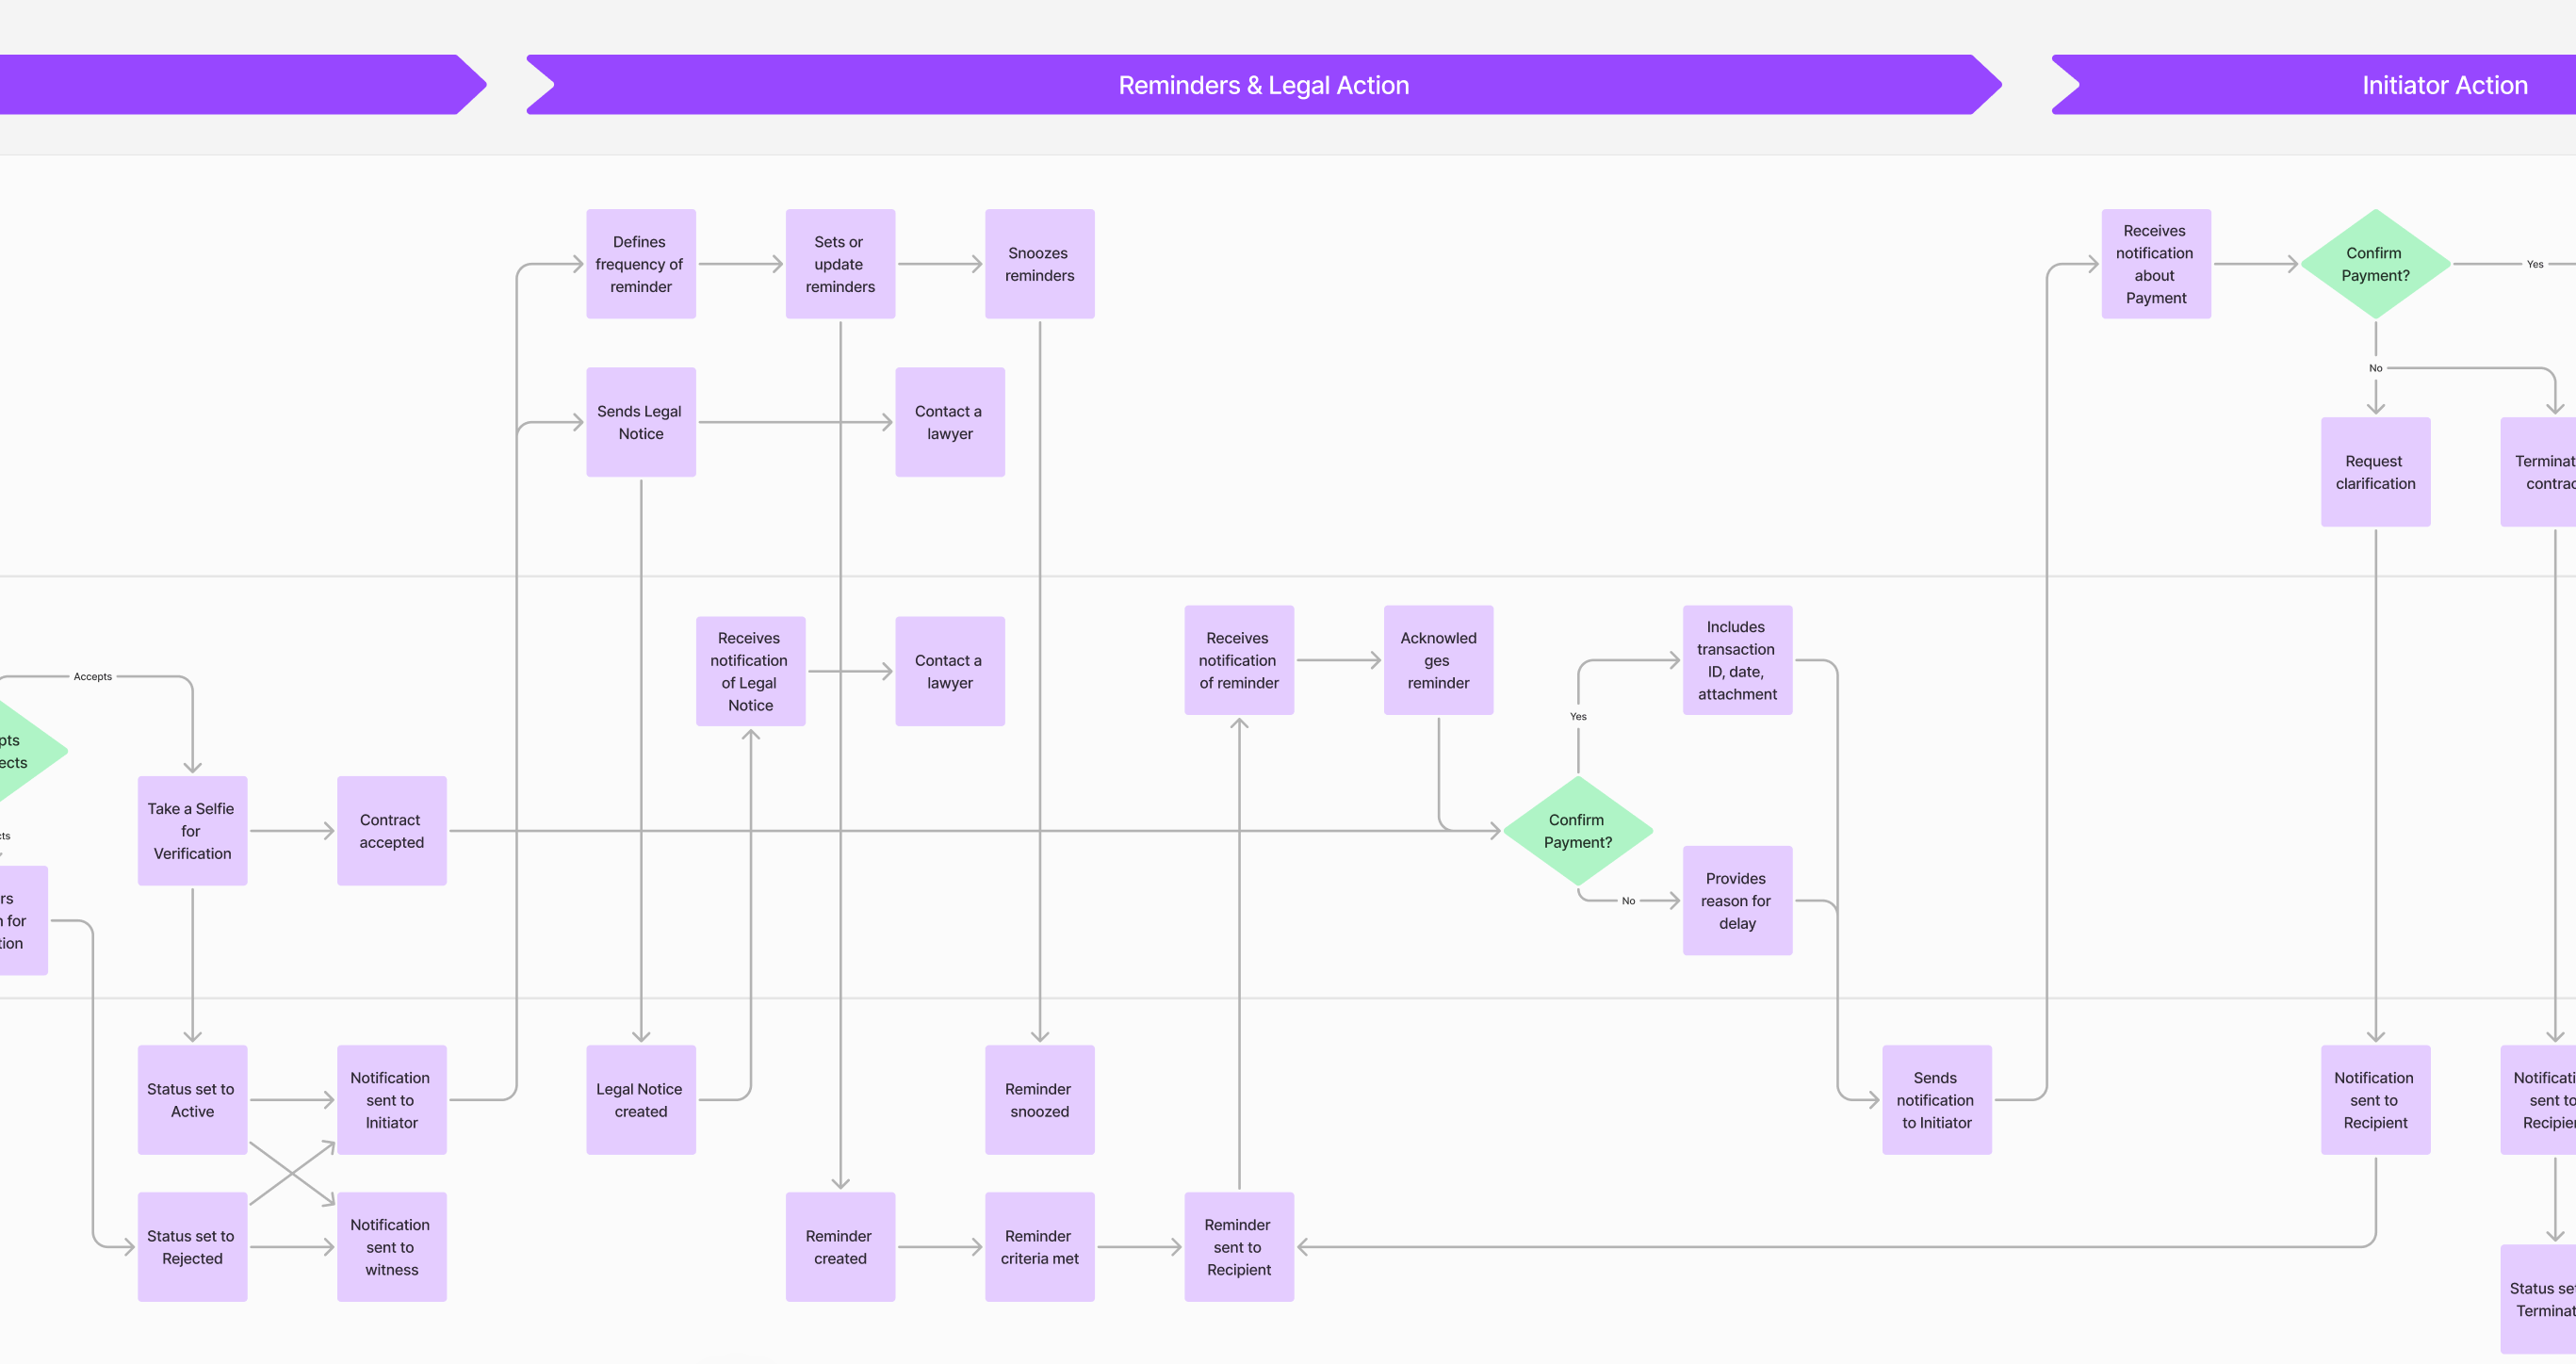 Reminders & Legal Action
Initiator Action
Defines
frequency of
reminder
Sets or
update
reminders
Snoozes
reminders
Receives
notification
about
Payment
Confirm
Payment?
Yes
No
Sends Legal
Notice
Contact a
lawyer
Request
clarification
Terminat
contrac
Receives
notification
of Legal
Notice
Contact a
lawyer
Receives
notification
of reminder
Acknowled
ges
reminder
Includes
transaction
ID, date,
attachment
Accepts
Yes
pts
ects
cts
Take a Selfie
for
Verification
Contract
accepted
Confirm
Payment?
No
Provides
reason for
delay
rs
n for
tion
Status set to
Active
Notification
sent to
Initiator
Legal Notice
created
Reminder
snoozed
Sends
notification
to Initiator
Notification
sent to
Recipient
Notificati
sent to
Recipie
Status set to
Rejected
Notification
sent to
witness
Reminder
created
Reminder
criteria met
Reminder
sent to
Recipient
Status se
Terminat